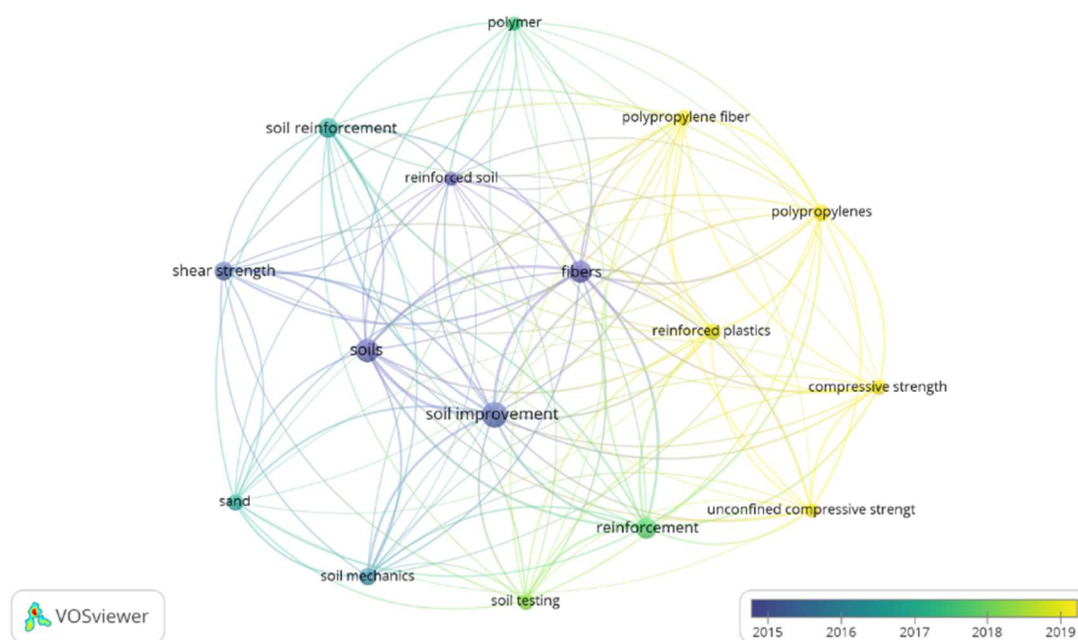 polymer
polypropylene fiber
soil reinforcement
reinforced soil
polypropylenes
shear strength
fibers
reinforced plastics
soils
compressive strength
soil improvement
sand
unconfined compressive strengt
reinforcement
soil mechanics
soil testing
VOSviewer
2015 2016 2017 2018 2019